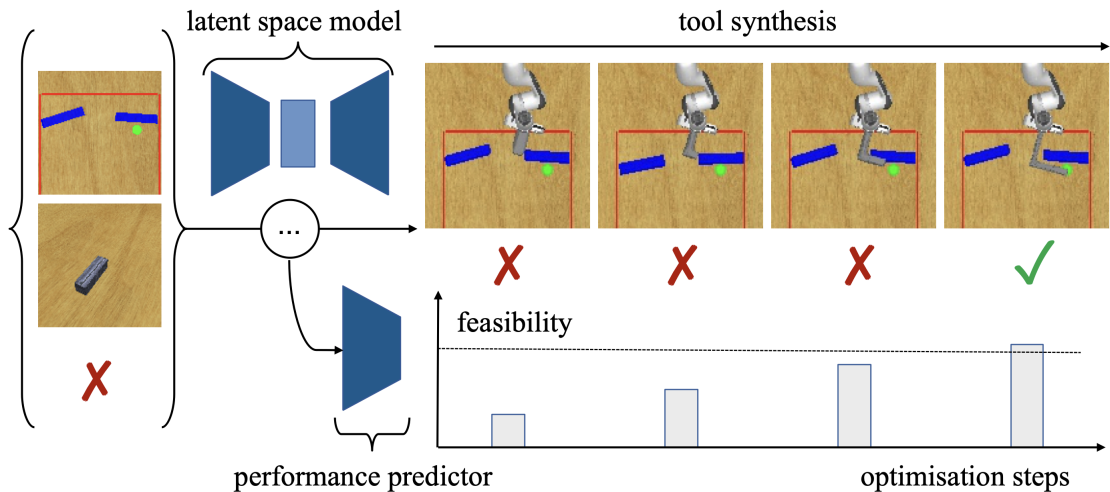 latent space model
tool synthesis
...
feasibility
performance predictor
optimisation steps